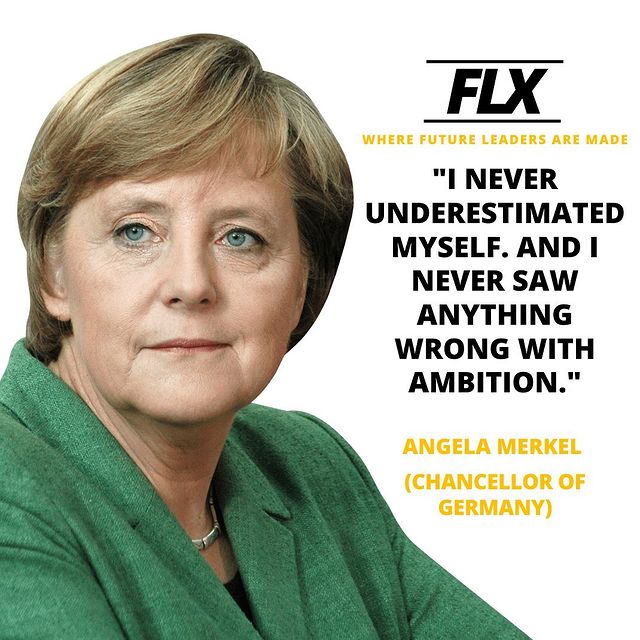 FLX
WHERE FUTURE LEADERS ARE MADE
"I NEVER
UNDERESTIMATED
MYSELF. AND I
NEVER SAW
ANYTHING
WRONG WITH
AMBITION."
ANGELA MERKEL
(CHANCELLOR OF
GERMANY)